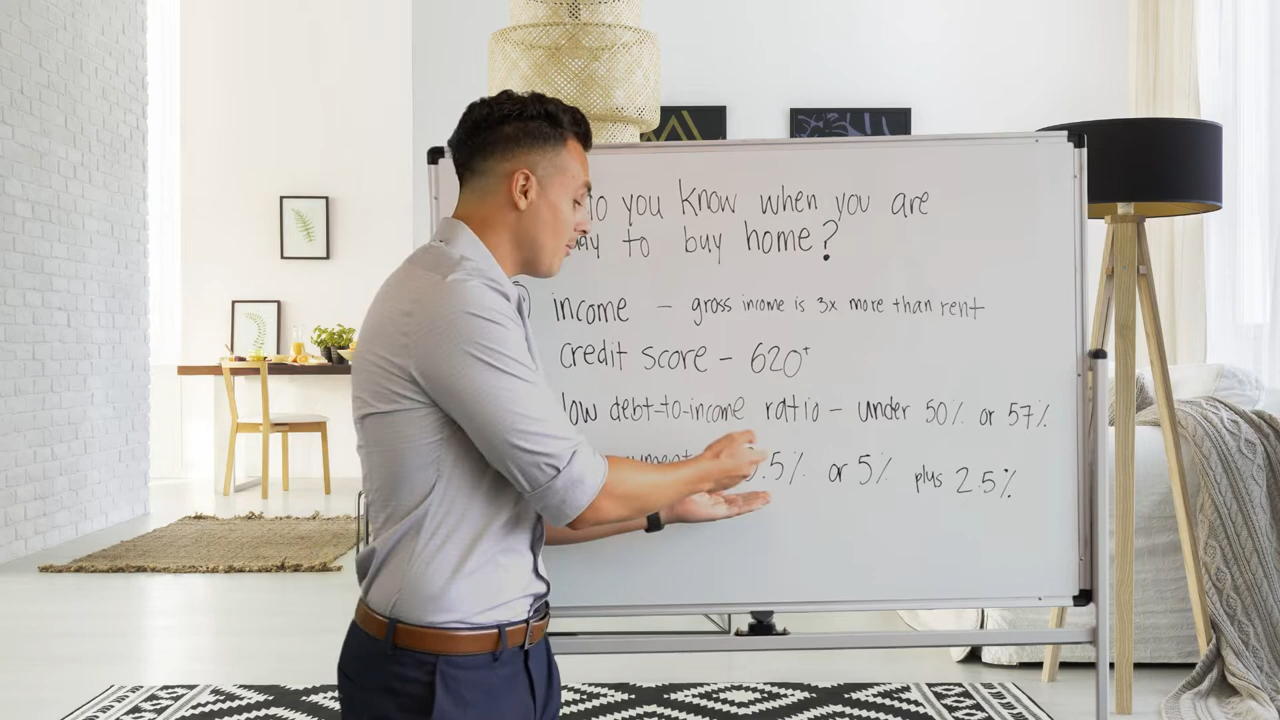 you know when you are
to buy home?
income - gross income is 3x more than rent
credit score - 620+
low debt-to-income ratio - under 50% or 57%
.5% or 5% plus 2.5%